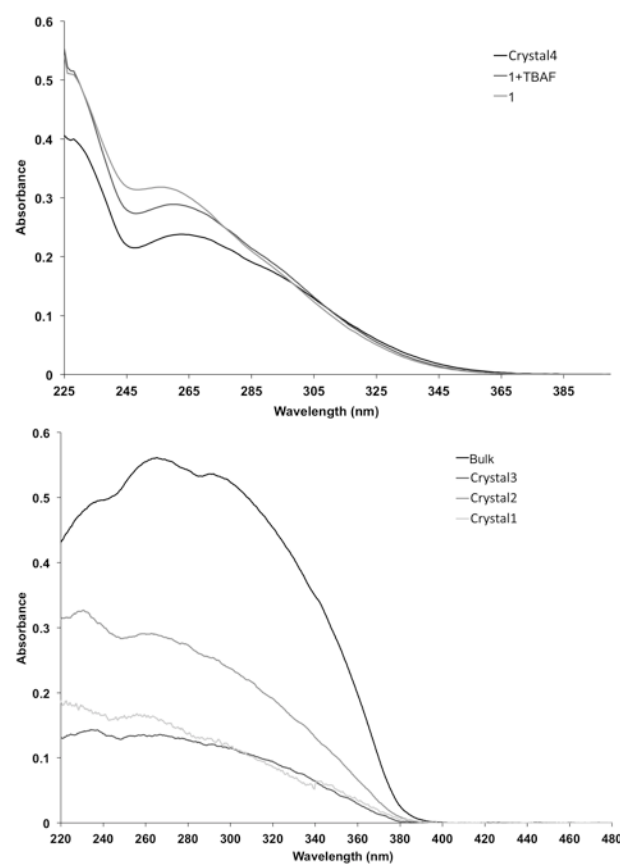 0.6
0.5
0.4
0.3
0.2
0.1
0
Absorbance
Crystal4
1+TBAF
1
225 245 265 285 305 325 345 365 385
Wavelength (nm)
0.6
0.5
0.4
0.3
0.2
0.1
0
Absorbance
Bulk
Crystal3
Crystal2
Crystal1
220 240 260 280 300 320 340 360 380 400 420 440 460 480
Wavelength (nm)